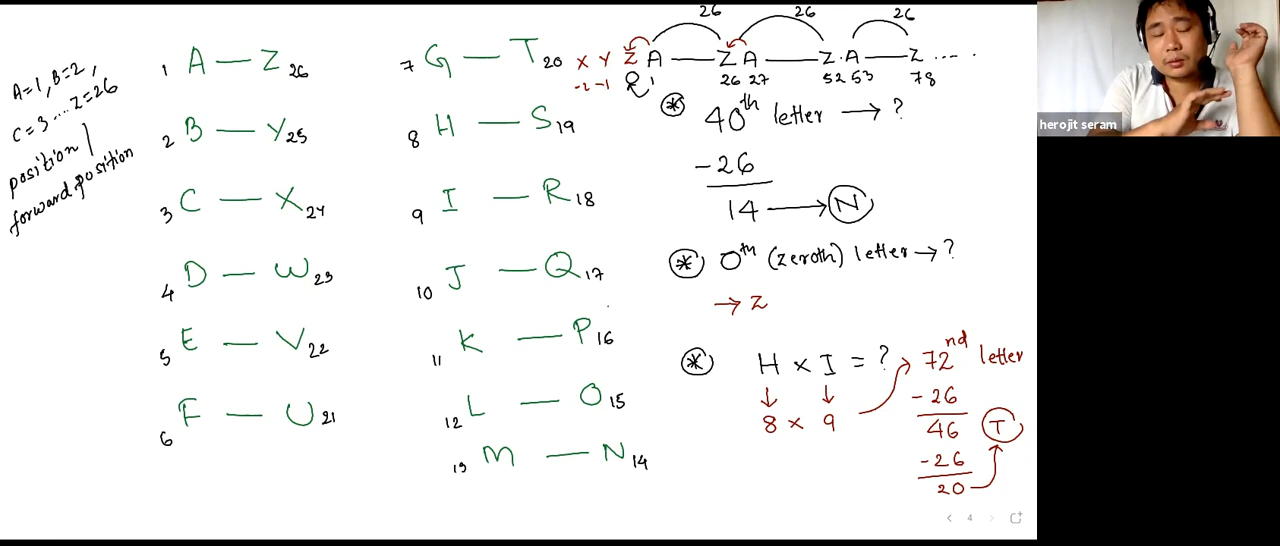 A=1, B=2,
C=3 .... Z=26
position /
forward position
1 A — Z 26
2 B — Y 25
3 C — X 24
4 D — W 23
5 E — V 22
6 F — U 21
7 G — T 20
8 H — S 19
9 I — R 18
10 J — Q 17
11 K — P 16
12 L — O 15
13 M — N 14
26 26 26
X Y Z A — Z A — Z A — Z ....
-2 -1 0 1 26 27 52 53 78
* 40th letter → ?
-26
14 → N
* 0th (zeroth) letter → ?
→ Z
* H × I = ? 72nd letter
8 × 9
-26
46 T
-26
20
herojit seram
4